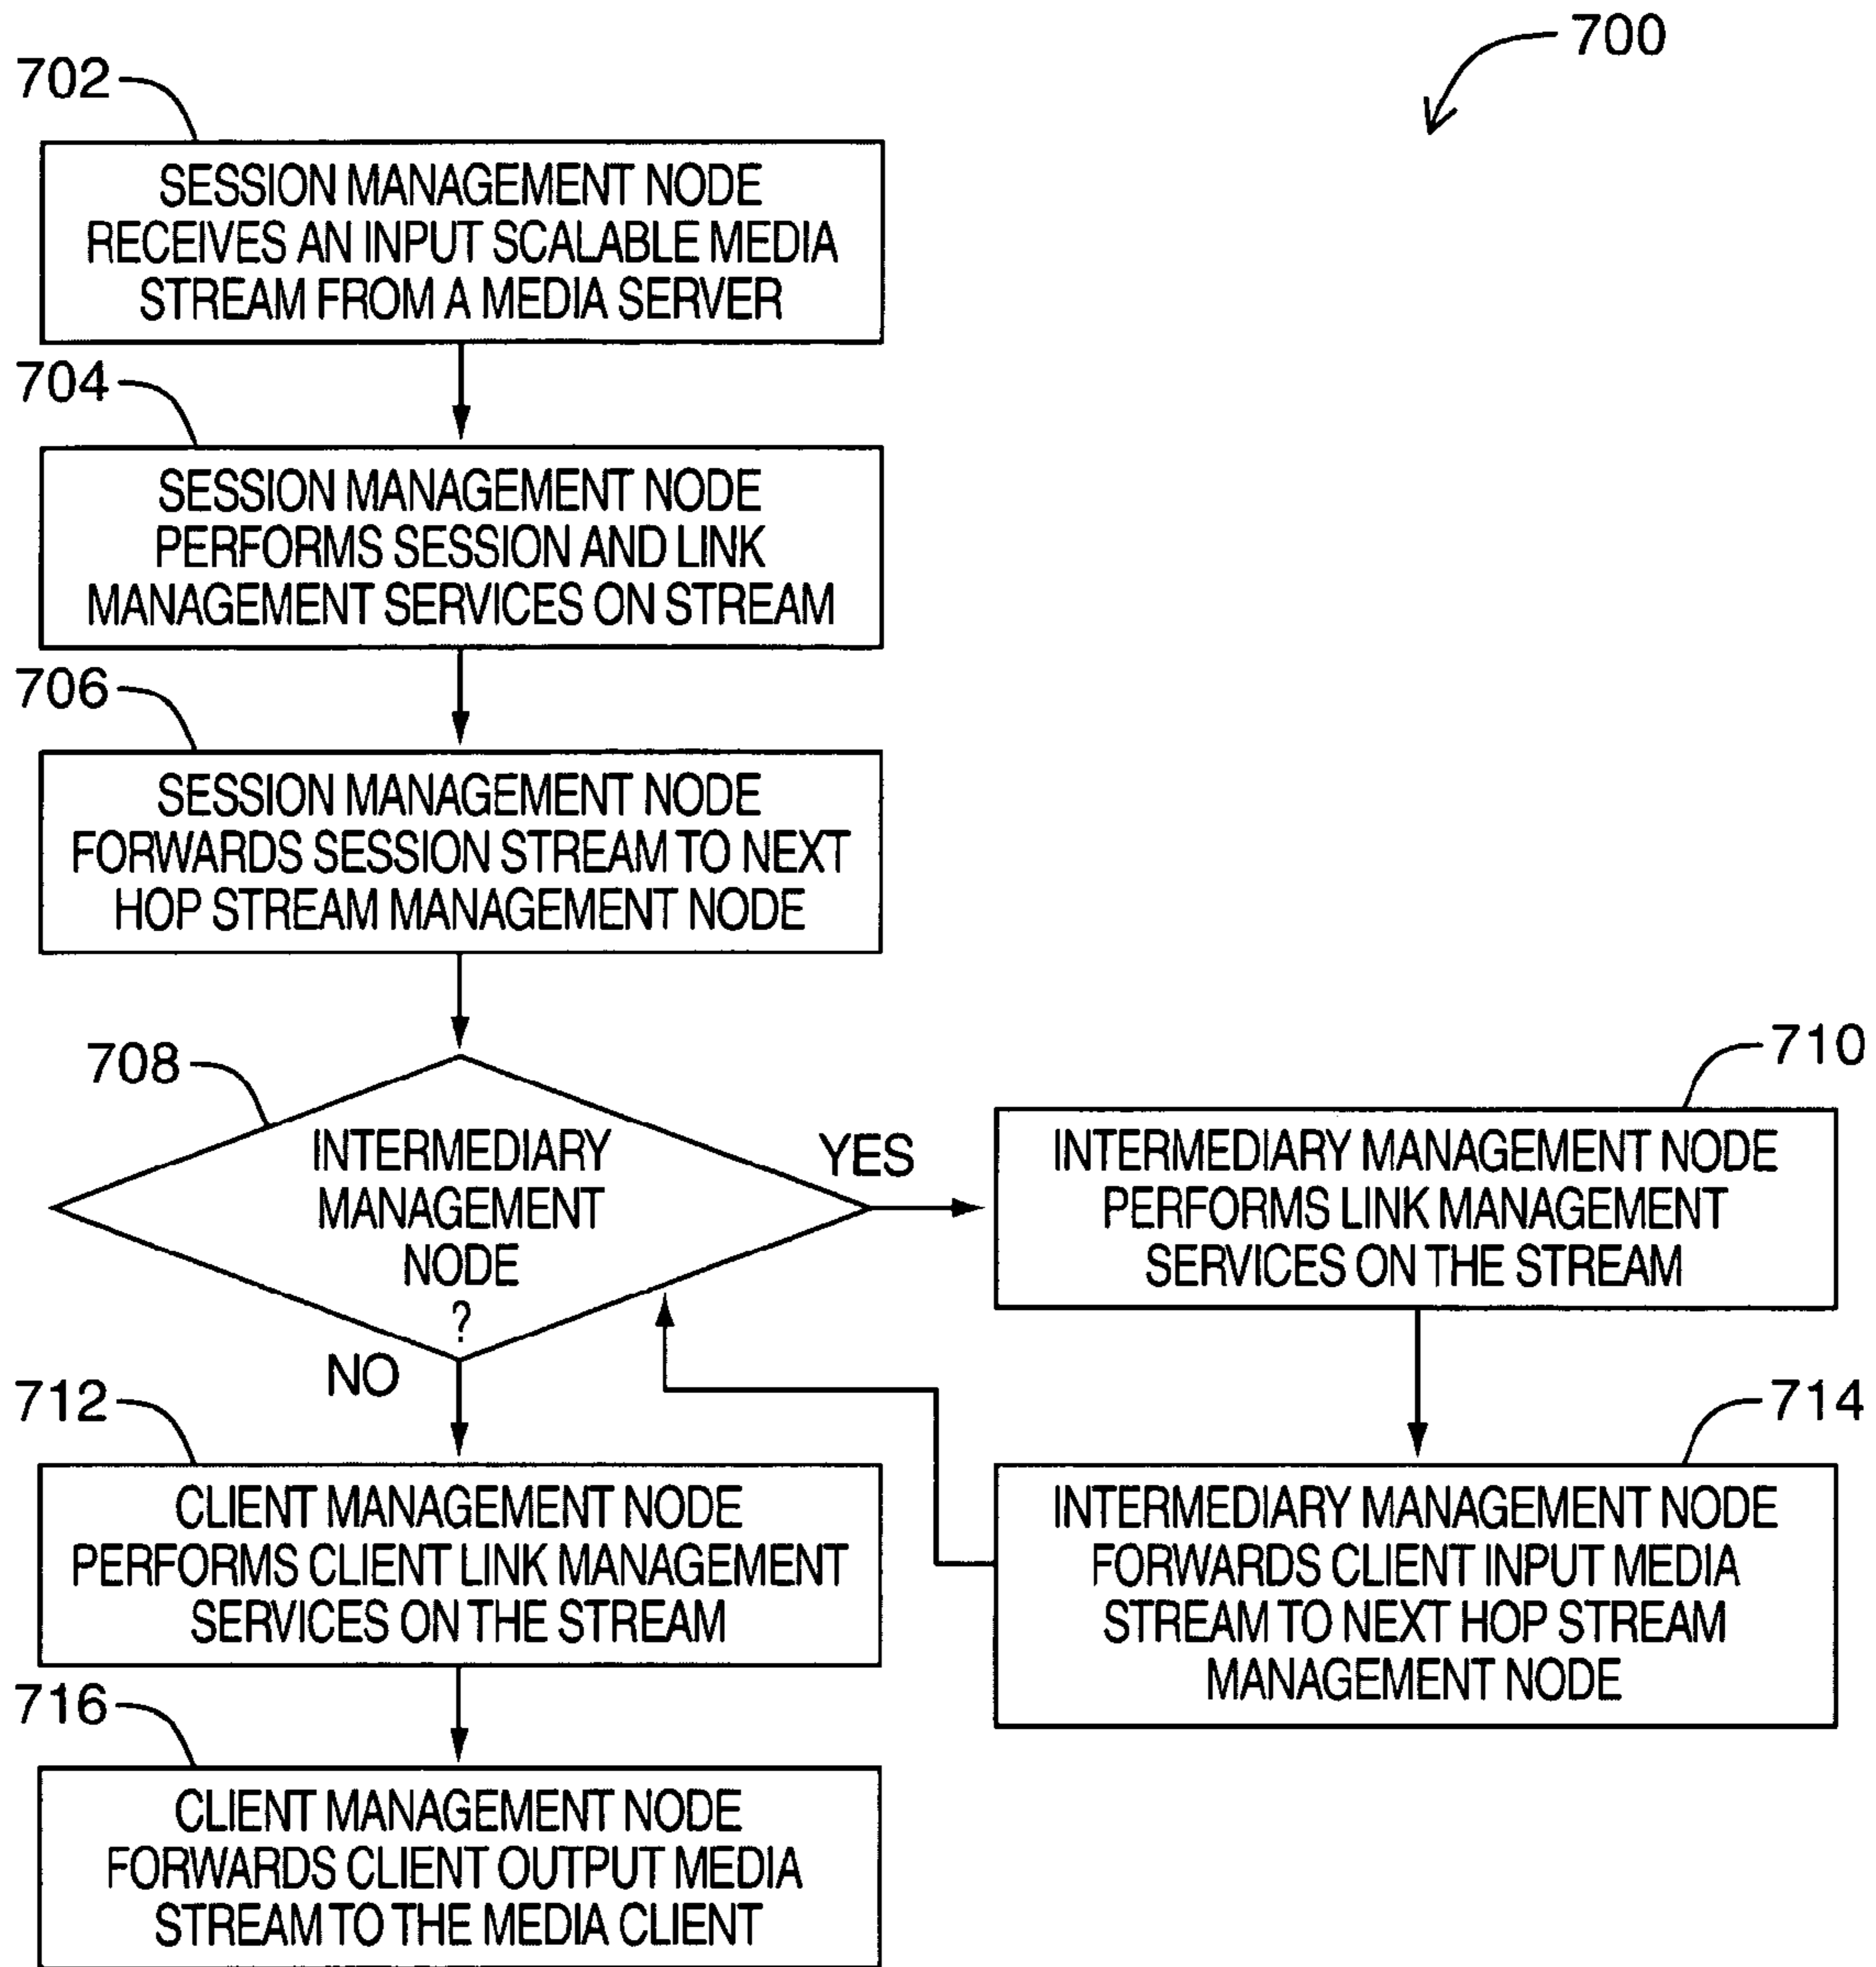 700
702
SESSION MANAGEMENT NODE
RECEIVES AN INPUT SCALABLE MEDIA
STREAM FROM A MEDIA SERVER
704
SESSION MANAGEMENT NODE
PERFORMS SESSION AND LINK
MANAGEMENT SERVICES ON STREAM
706
SESSION MANAGEMENT NODE
FORWARDS SESSION STREAM TO NEXT
HOP STREAM MANAGEMENT NODE
708
INTERMEDIARY
MANAGEMENT
NODE
?
YES
NO
710
INTERMEDIARY MANAGEMENT NODE
PERFORMS LINK MANAGEMENT
SERVICES ON THE STREAM
712
CLIENT MANAGEMENT NODE
PERFORMS CLIENT LINK MANAGEMENT
SERVICES ON THE STREAM
714
INTERMEDIARY MANAGEMENT NODE
FORWARDS CLIENT INPUT MEDIA
STREAM TO NEXT HOP STREAM
MANAGEMENT NODE
716
CLIENT MANAGEMENT NODE
FORWARDS CLIENT OUTPUT MEDIA
STREAM TO THE MEDIA CLIENT